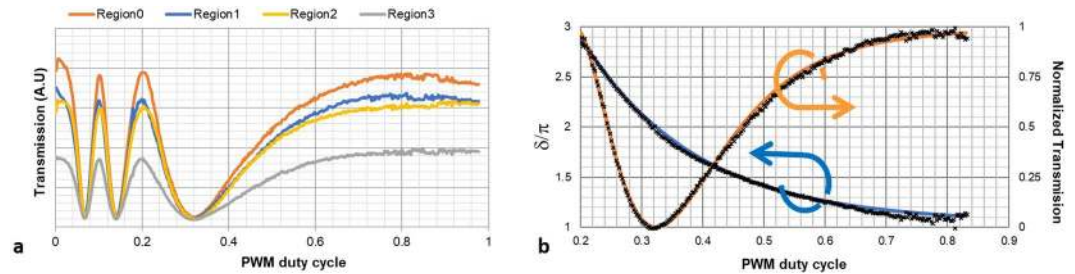 Region0 Region1 Region2 Region3
Transmission (A.U)
0 0.2 0.4 0.6 0.8 1
PWM duty cycle
a
3
2.5
2
1.5
1
δ/π
1
0.75
0.5
0.25
0
Normalized Transmission
0.2 0.3 0.4 0.5 0.6 0.7 0.8 0.9
PWM duty cycle
b